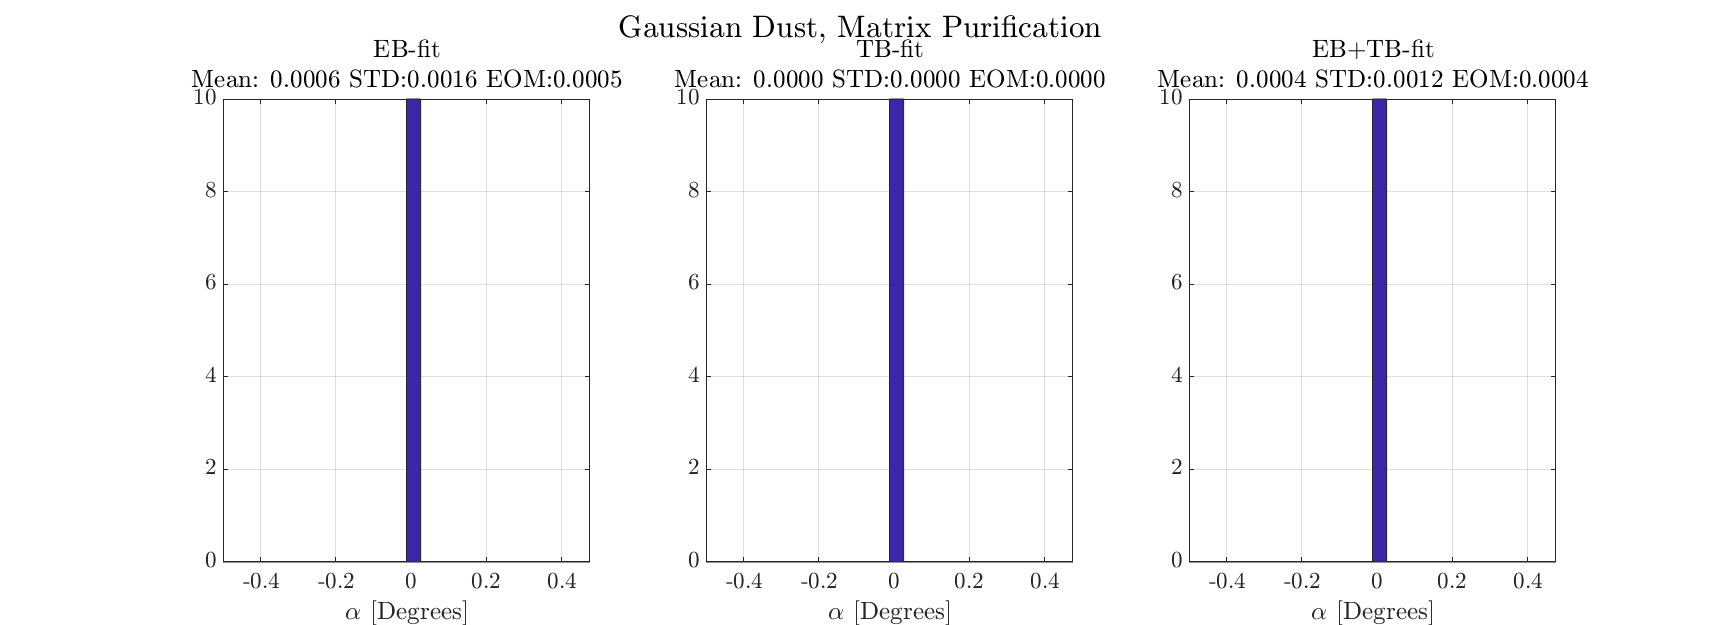 Gaussian Dust, Matrix Purification
EB-fit
Mean: 0.0006 STD:0.0016 EOM:0.0005
10
8
6
4
2
0
-0.4 -0.2 0 0.2 0.4
α [Degrees]
TB-fit
Mean: 0.0000 STD:0.0000 EOM:0.0000
10
8
6
4
2
0
-0.4 -0.2 0 0.2 0.4
α [Degrees]
EB+TB-fit
Mean: 0.0004 STD:0.0012 EOM:0.0004
10
8
6
4
2
0
-0.4 -0.2 0 0.2 0.4
α [Degrees]